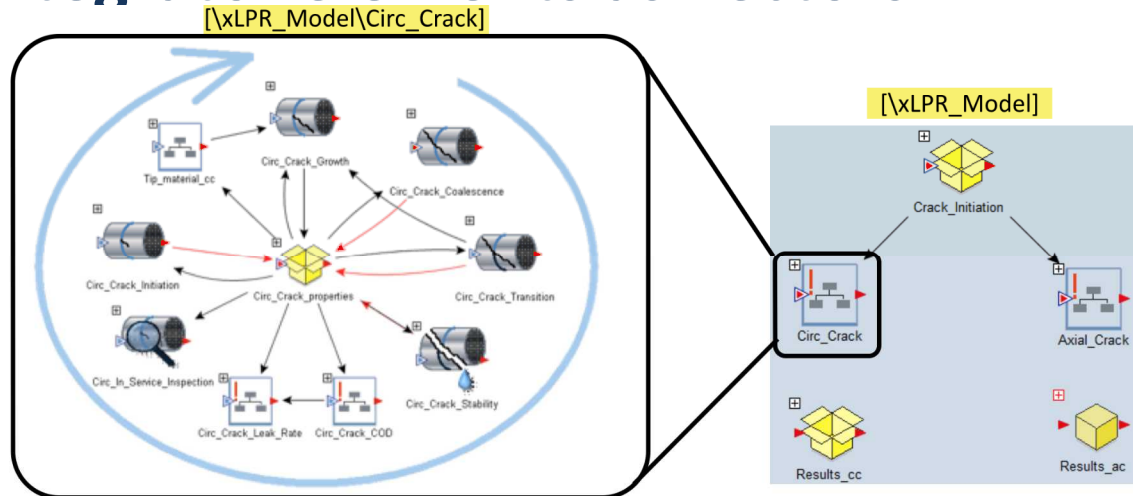 [\xLPR_Model\Circ_Crack]
[\xLPR_Model]
Circ_Crack_Growth
Tip_material_cc
Circ_Crack_Coalescence
Crack_Initiation
Circ_Crack_Initiation
Circ_Crack_properties
Circ_Crack_Transition
Circ_Crack
Axial_Crack
Circ_In_Service_Inspection
Circ_Crack_Stability
Circ_Crack_Leak_Rate
Circ_Crack_COD
Results_cc
Results_ac